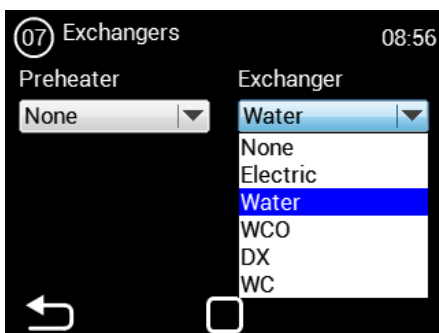 07 Exchangers 08:56
Preheater Exchanger
None Water
None
Electric
Water
WCO
DX
WC